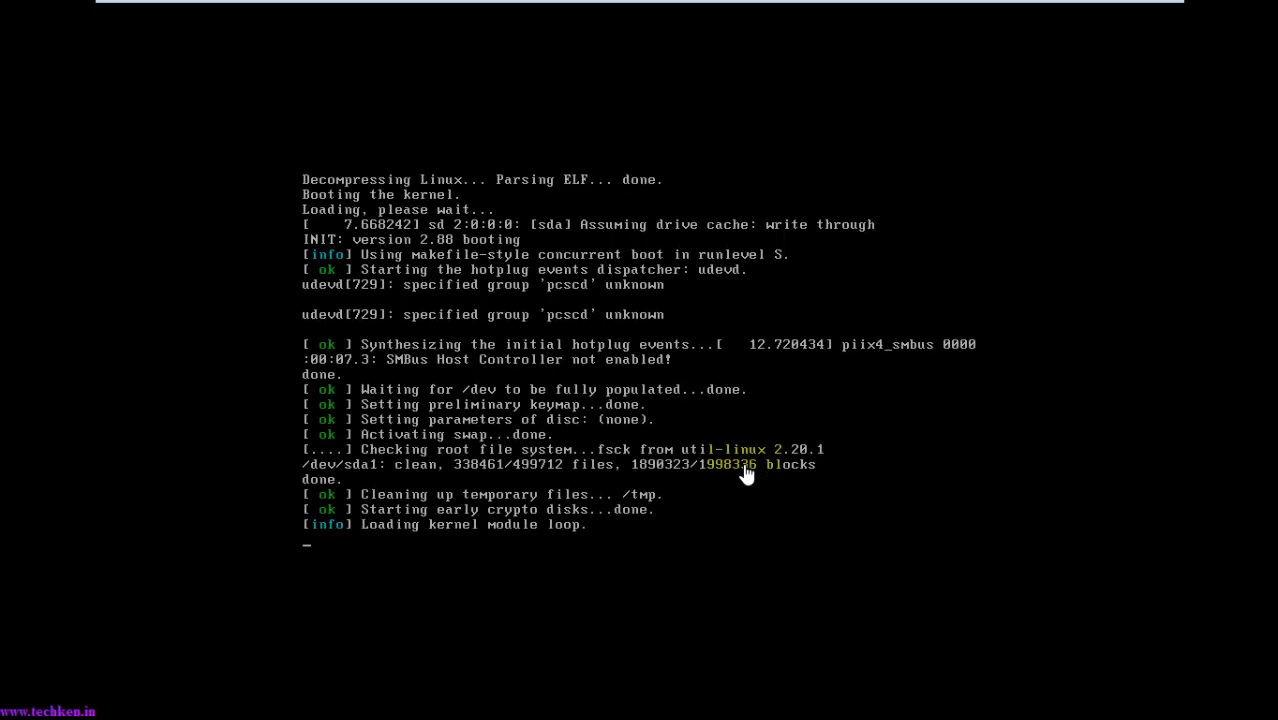 Decompressing Linux... Parsing ELF... done.
Booting the kernel.
Loading, please wait...
[    7.668242] sd 2:0:0:0: [sda] Assuming drive cache: write through
INIT: version 2.88 booting
[info] Using makefile-style concurrent boot in runlevel S.
[ ok ] Starting the hotplug events dispatcher: udevd.
udevd[729]: specified group 'pcscd' unknown
udevd[729]: specified group 'pcscd' unknown
[ ok ] Synthesizing the initial hotplug events...[   12.720434] piix4_smbus 0000
:00:07.3: SMBus Host Controller not enabled!
done.
[ ok ] Waiting for /dev to be fully populated...done.
[ ok ] Setting preliminary keymap...done.
[ ok ] Setting parameters of disc: (none).
[ ok ] Activating swap...done.
[....] Checking root file system...fsck from util-linux 2.20.1
/dev/sda1: clean, 338461/499712 files, 1890323/1998336 blocks
done.
[ ok ] Cleaning up temporary files... /tmp.
[ ok ] Starting early crypto disks...done.
[info] Loading kernel module loop.
www.techken.in